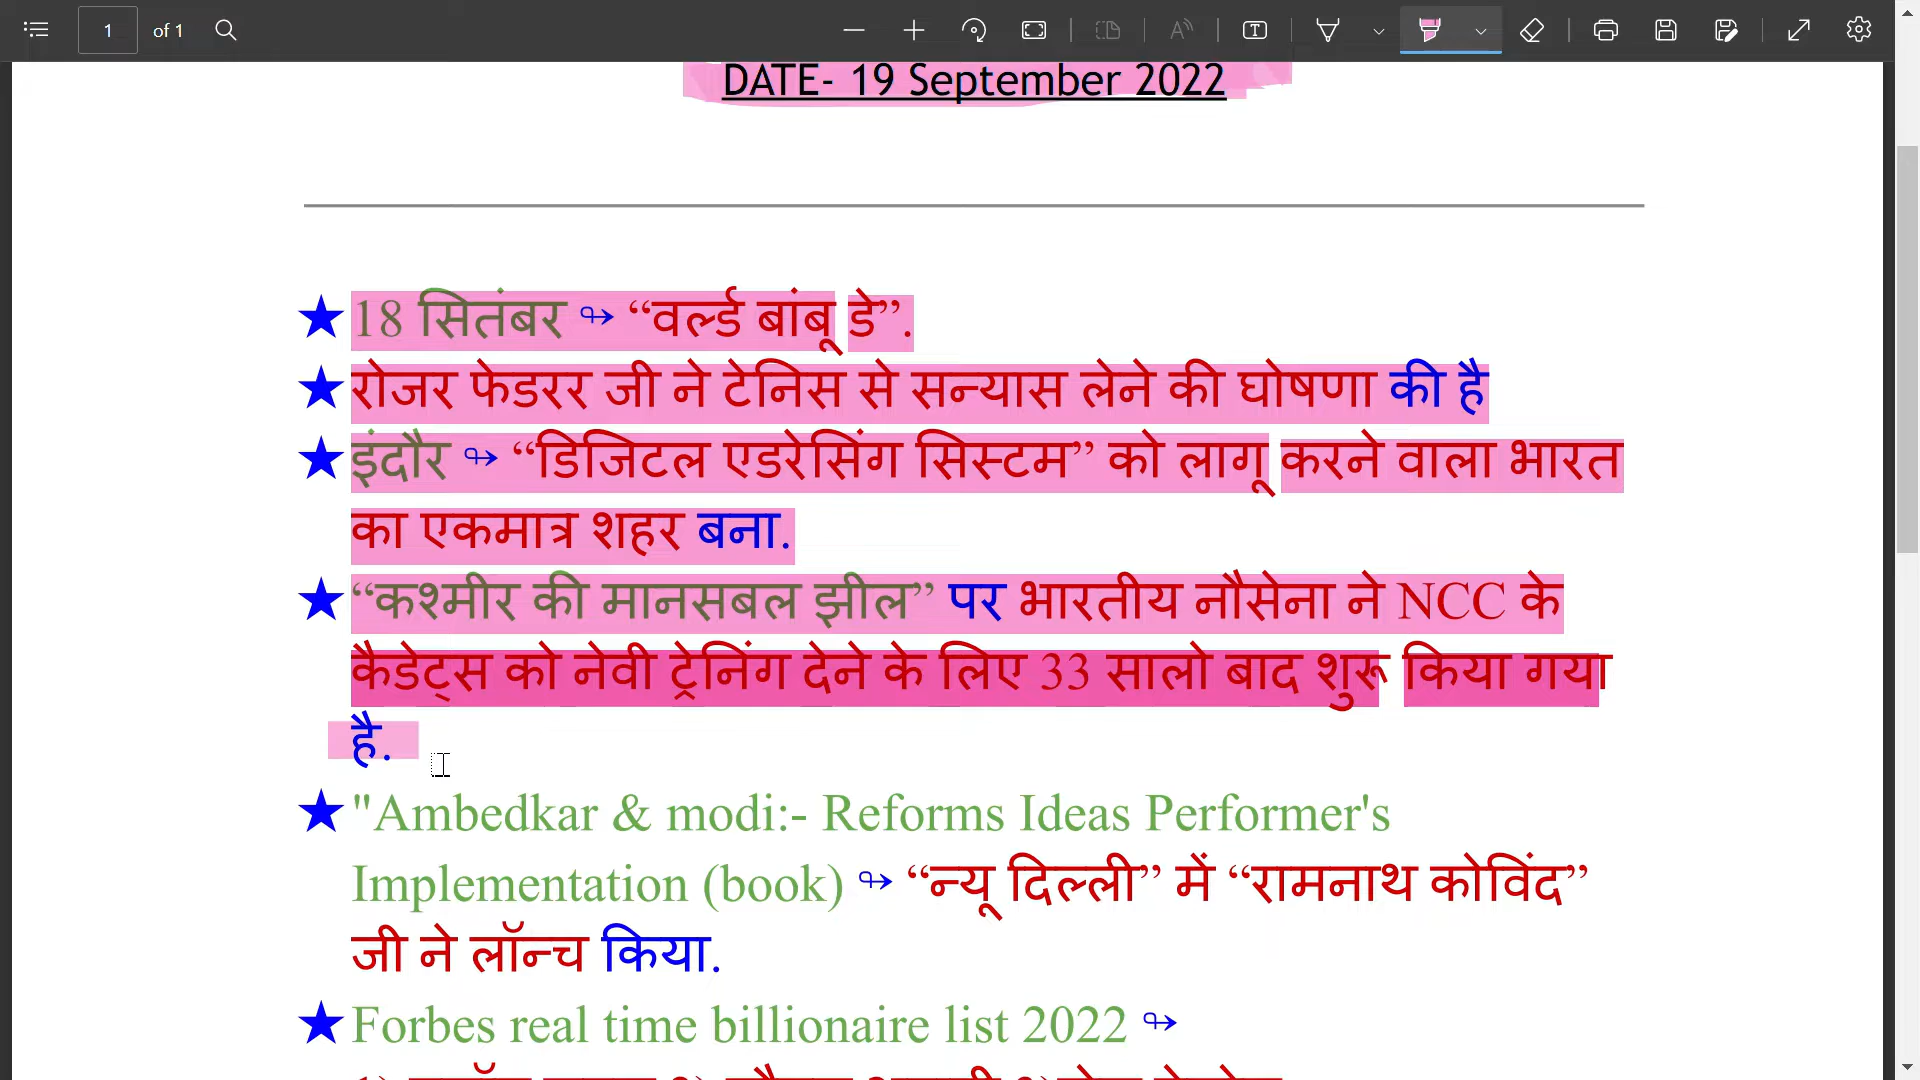 1 of 1
DATE- 19 September 2022
★ 18 सितंबर ↬ “वर्ल्ड बांबू डे”.
★ रोजर फेडरर जी ने टेनिस से सन्यास लेने की घोषणा की है
★ इंदौर ↬ “डिजिटल एडरेसिंग सिस्टम” को लागू करने वाला भारत
का एकमात्र शहर बना.
★ “कश्मीर की मानसबल झील” पर भारतीय नौसेना ने NCC के
कैडेट्स को नेवी ट्रेनिंग देने के लिए 33 सालो बाद शुरू किया गया
है.
★ "Ambedkar & modi:- Reforms Ideas Performer's
Implementation (book) ↬ “न्यू दिल्ली” में “रामनाथ कोविंद”
जी ने लॉन्च किया.
★ Forbes real time billionaire list 2022 ↬